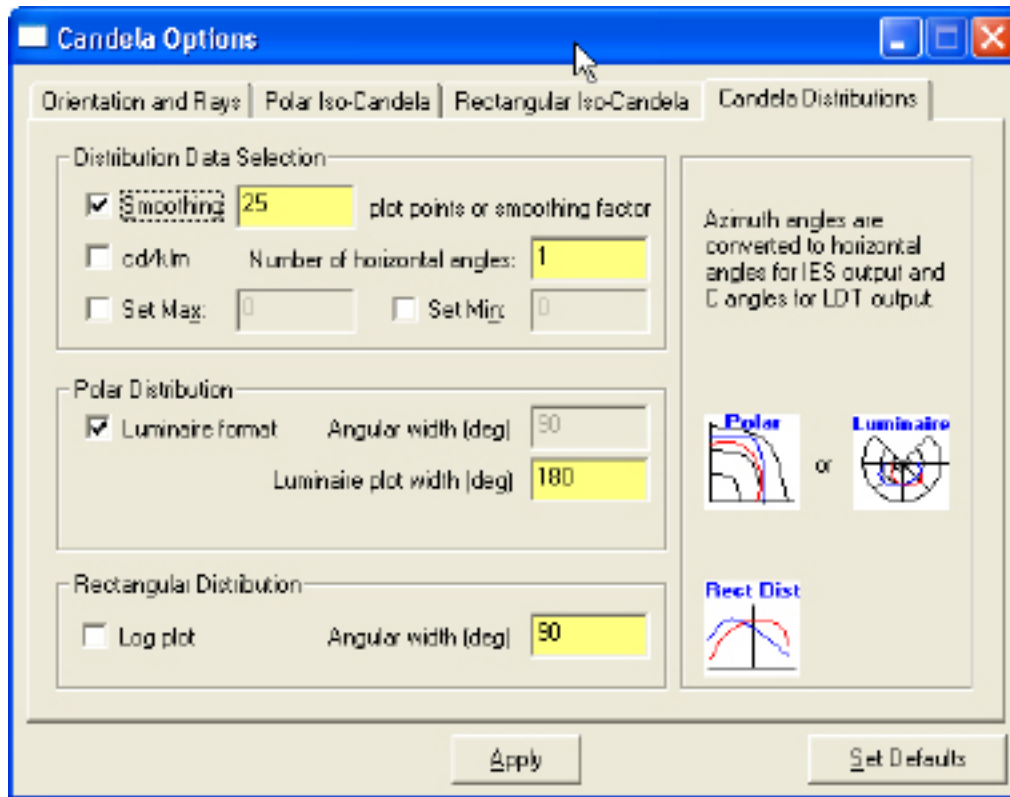 Candela Options
Orientation and Rays Polar Iso-Candela Rectangular Iso-Candela Candela Distributions
Distribution Data Selection
Smoothing 25 plot points or smoothing factor
cd/klm Number of horizontal angles: 1
Set Max: 0 Set Min: 0
Azimuth angles are
converted to horizontal
angles for IES output and
C angles for LDT output.
Polar Distribution
Luminaire format Angular width (deg) 90
Luminaire plot width (deg) 180
Polar or Luminaire
Rectangular Distribution
Log plot Angular width (deg) 90
Rect Dist
Apply Set Defaults